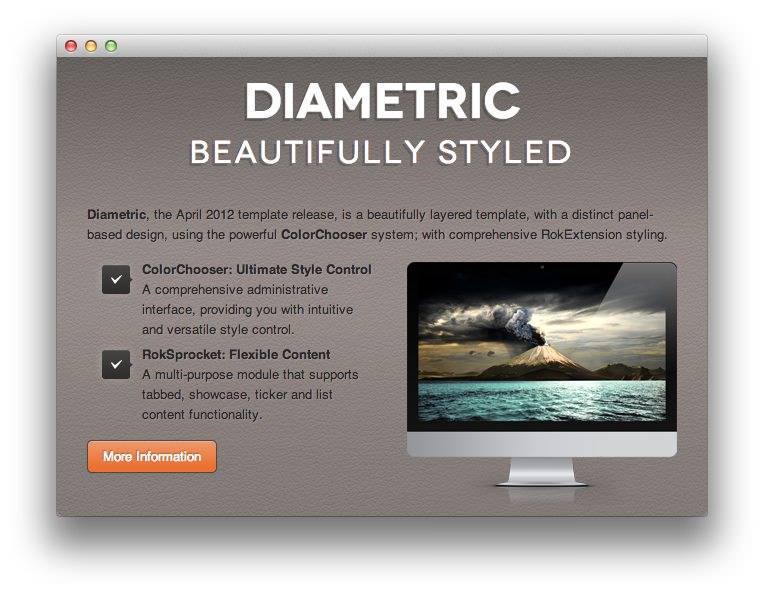 DIAMETRIC
BEAUTIFULLY STYLED
Diametric, the April 2012 template release, is a beautifully layered template, with a distinct panel-
based design, using the powerful ColorChooser system; with comprehensive RokExtension styling.
ColorChooser: Ultimate Style Control
A comprehensive administrative
interface, providing you with intuitive
and versatile style control.
RokSprocket: Flexible Content
A multi-purpose module that supports
tabbed, showcase, ticker and list
content functionality.
More Information